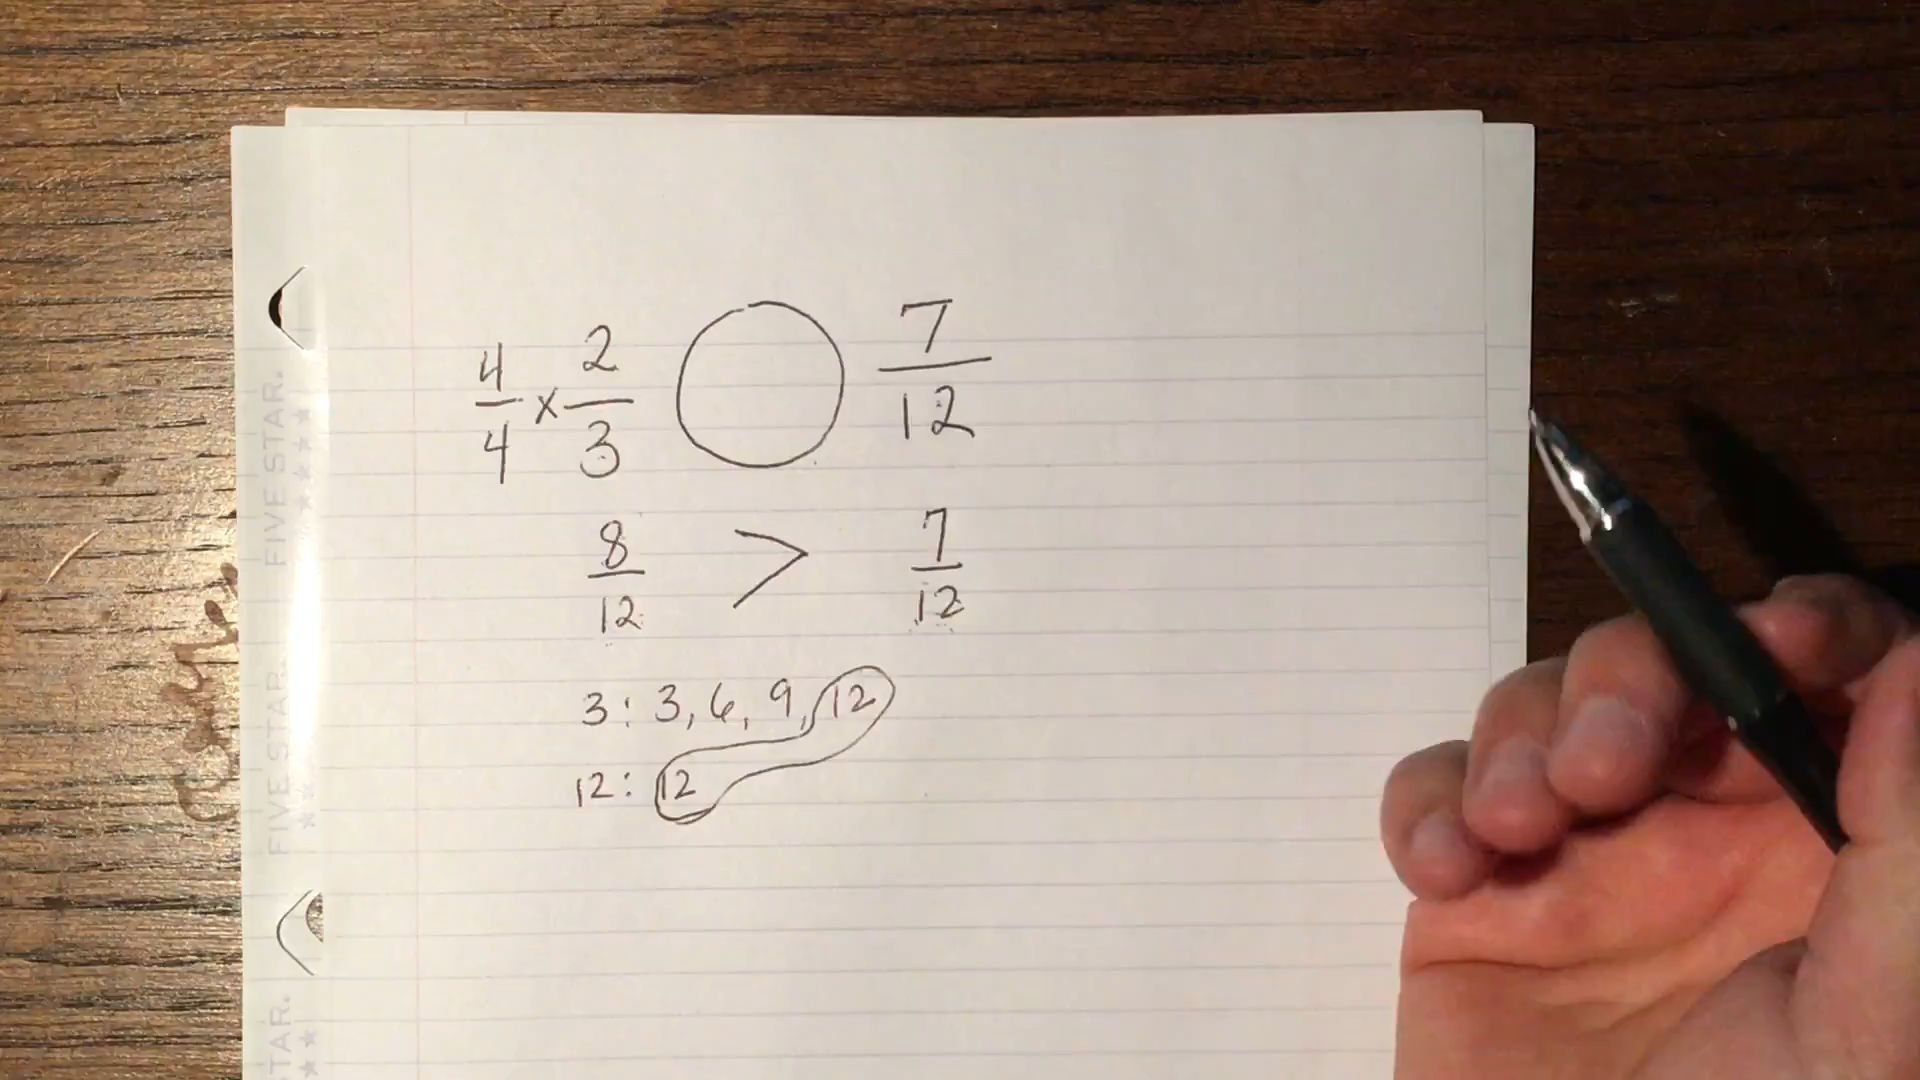 4/4 x 2/3 ◯ 7/12
8/12 > 7/12
3: 3, 6, 9, 12
12: 12
FIVE STAR.
FIVE STAR.
STAR.